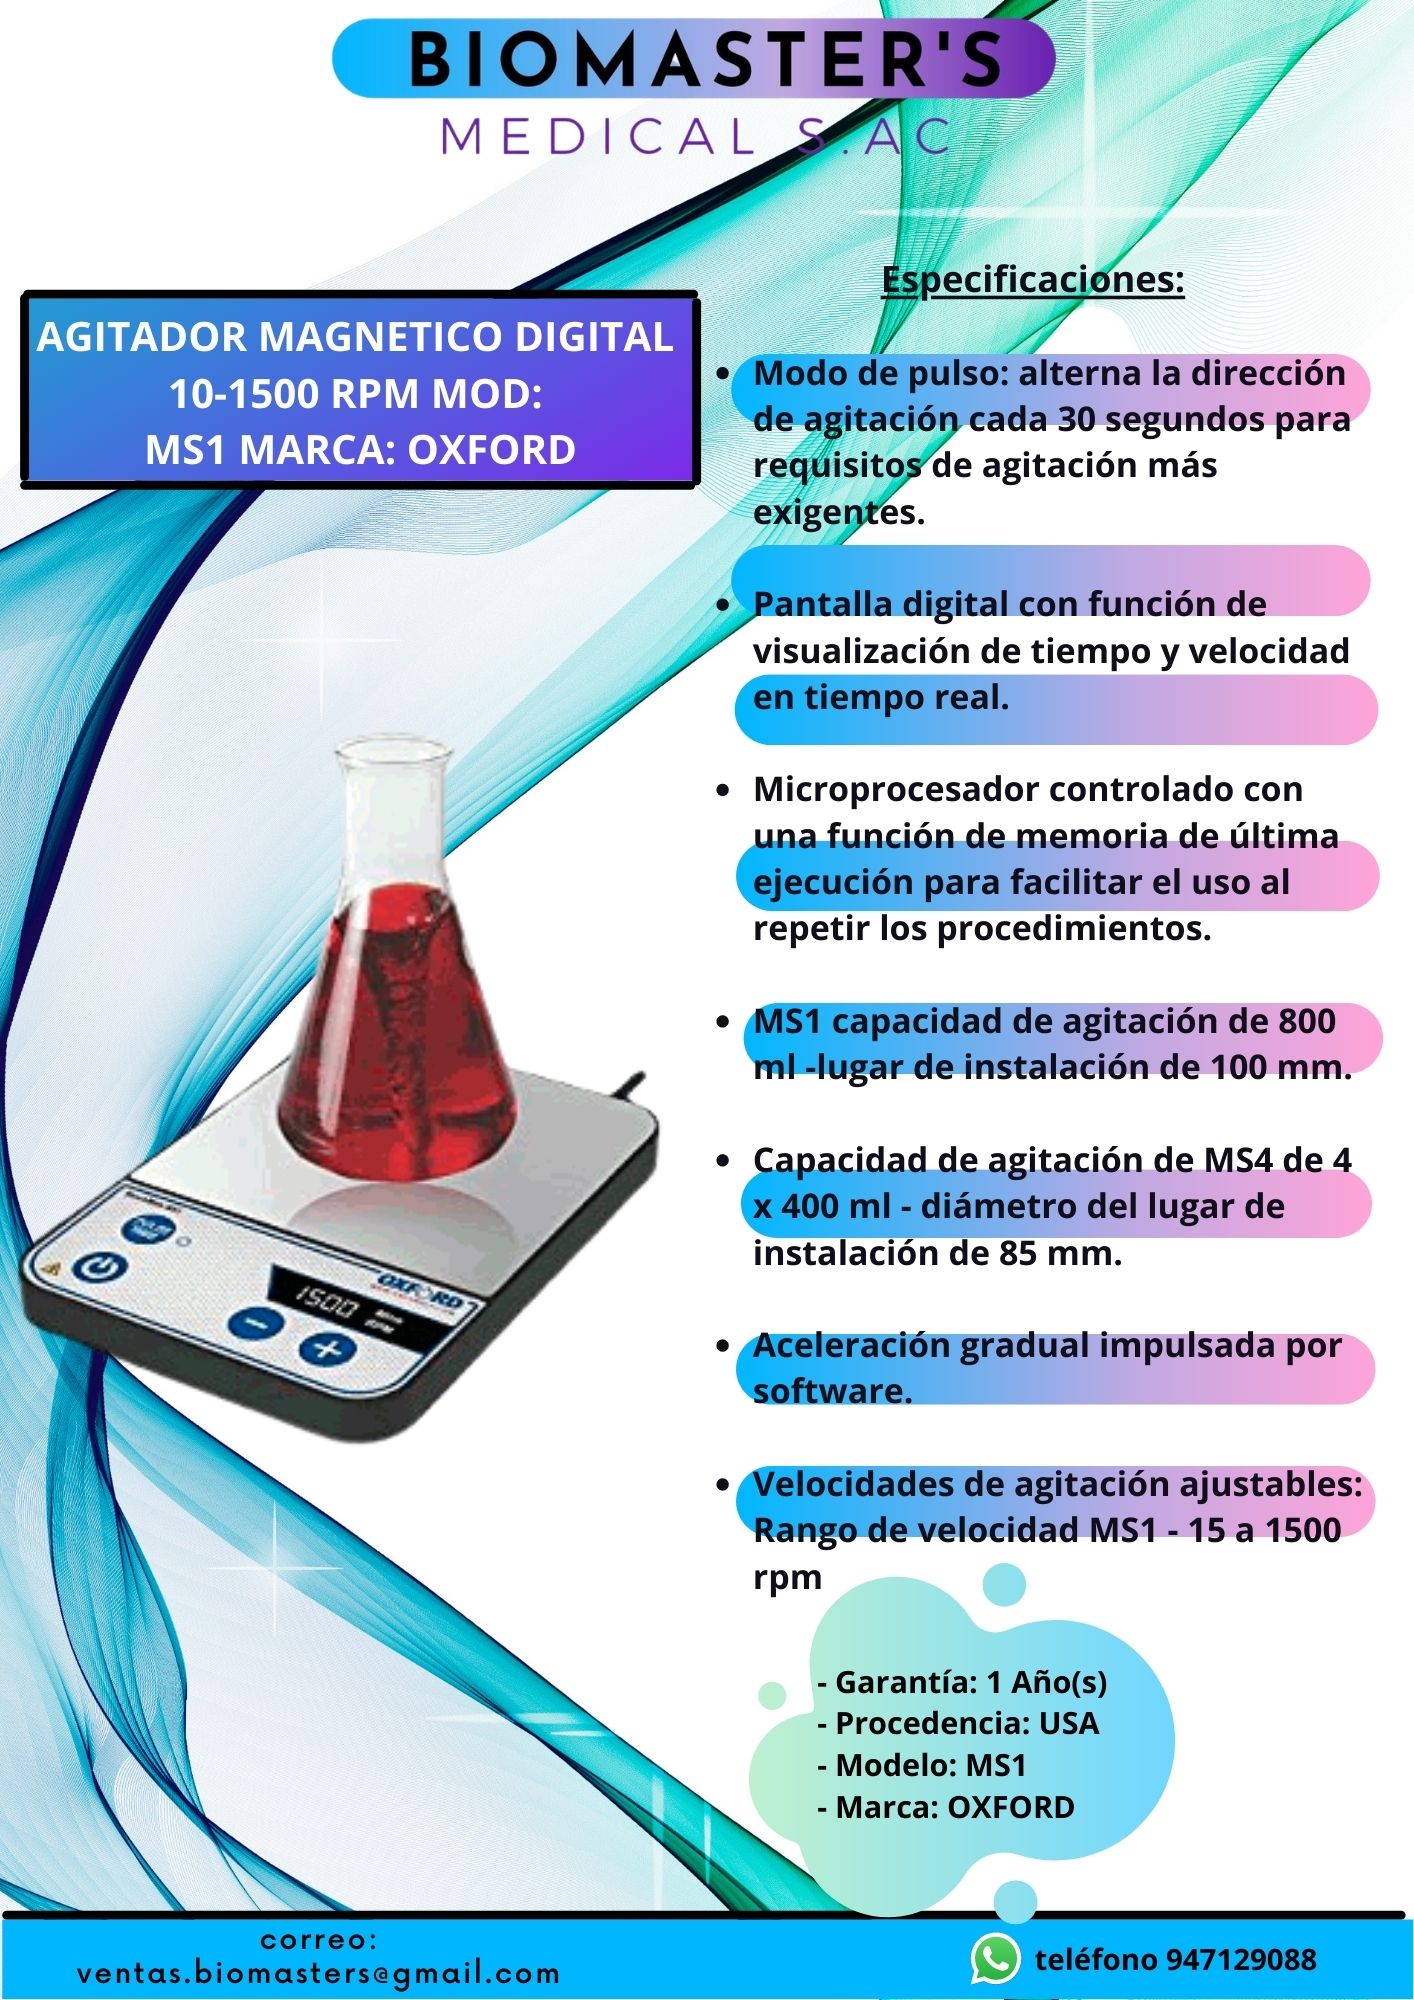 BIOMASTER'S
MEDICAL S.AC
AGITADOR MAGNETICO DIGITAL
10-1500 RPM MOD:
MS1 MARCA: OXFORD
Especificaciones:
• Modo de pulso: alterna la dirección
de agitación cada 30 segundos para
requisitos de agitación más
exigentes.
• Pantalla digital con función de
visualización de tiempo y velocidad
en tiempo real.
• Microprocesador controlado con
una función de memoria de última
ejecución para facilitar el uso al
repetir los procedimientos.
• MS1 capacidad de agitación de 800
ml -lugar de instalación de 100 mm.
• Capacidad de agitación de MS4 de 4
x 400 ml - diámetro del lugar de
instalación de 85 mm.
• Aceleración gradual impulsada por
software.
• Velocidades de agitación ajustables:
Rango de velocidad MS1 - 15 a 1500
rpm
OXFORD
1500
RPM
- Garantía: 1 Año(s)
- Procedencia: USA
- Modelo: MS1
- Marca: OXFORD
correo:
ventas.biomasters@gmail.com
teléfono 947129088